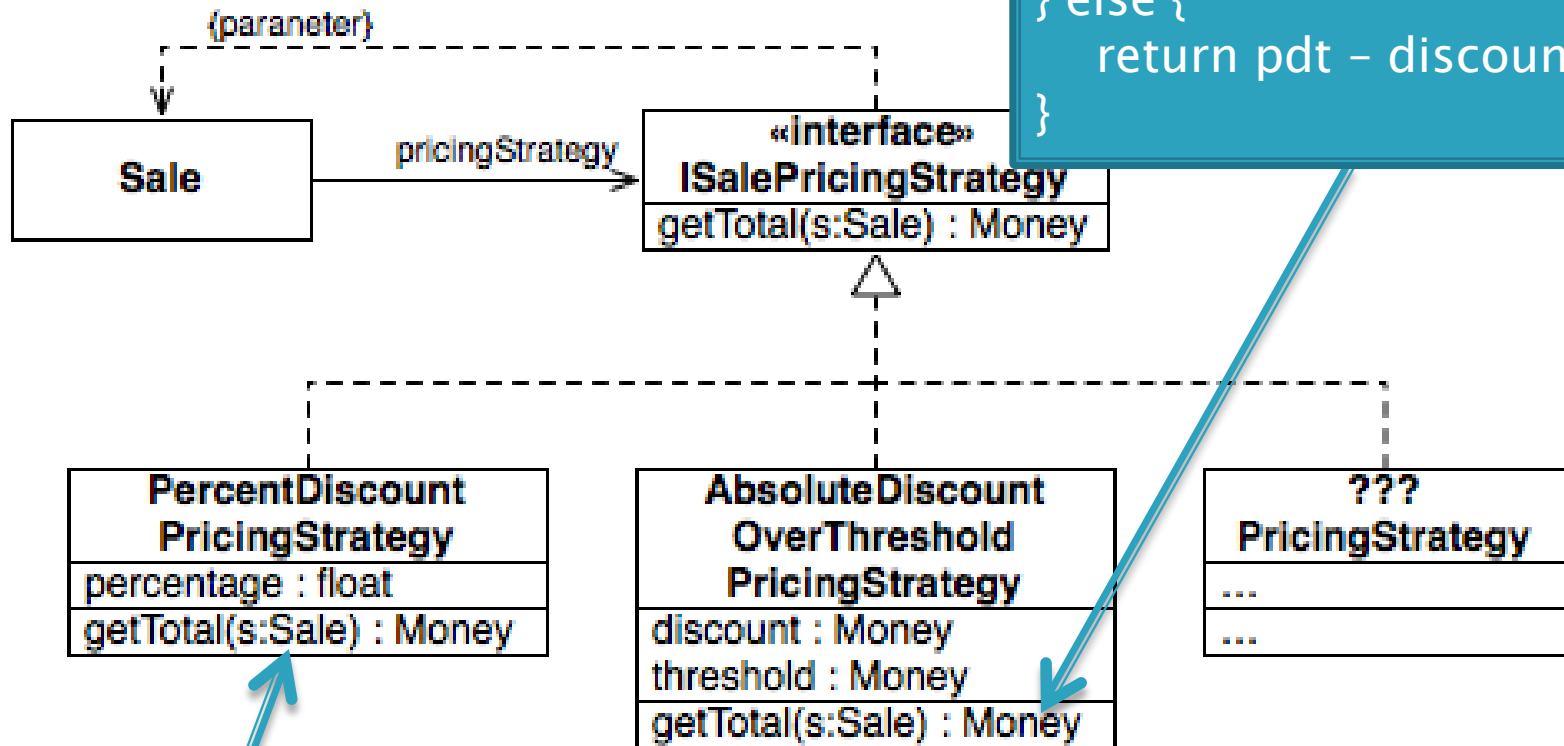 {paraneter}
} else {
return pdt – discoun
}
Sale
pricingStrategy
«interface»
ISalePricingStrategy
getTotal(s:Sale) : Money
PercentDiscount
PricingStrategy
percentage : float
getTotal(s:Sale) : Money
AbsoluteDiscount
OverThreshold
PricingStrategy
discount : Money
threshold : Money
getTotal(s:Sale) : Money
???
PricingStrategy
...
...